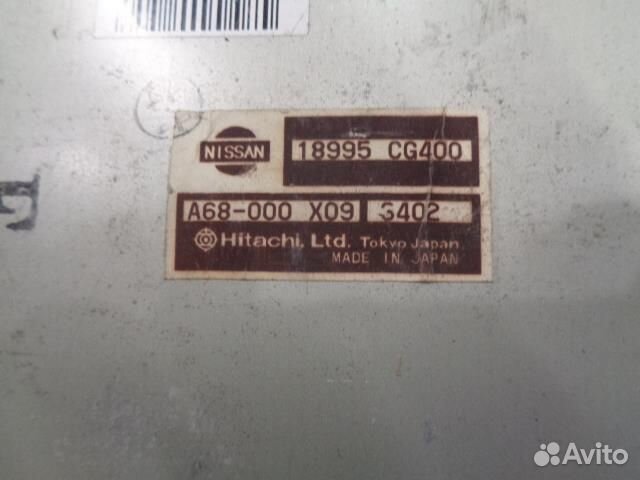 NISSAN
18995 CG400
A68-000 X09 3402
Hitachi, Ltd. Tokyo Japan
MADE IN JAPAN
Avito